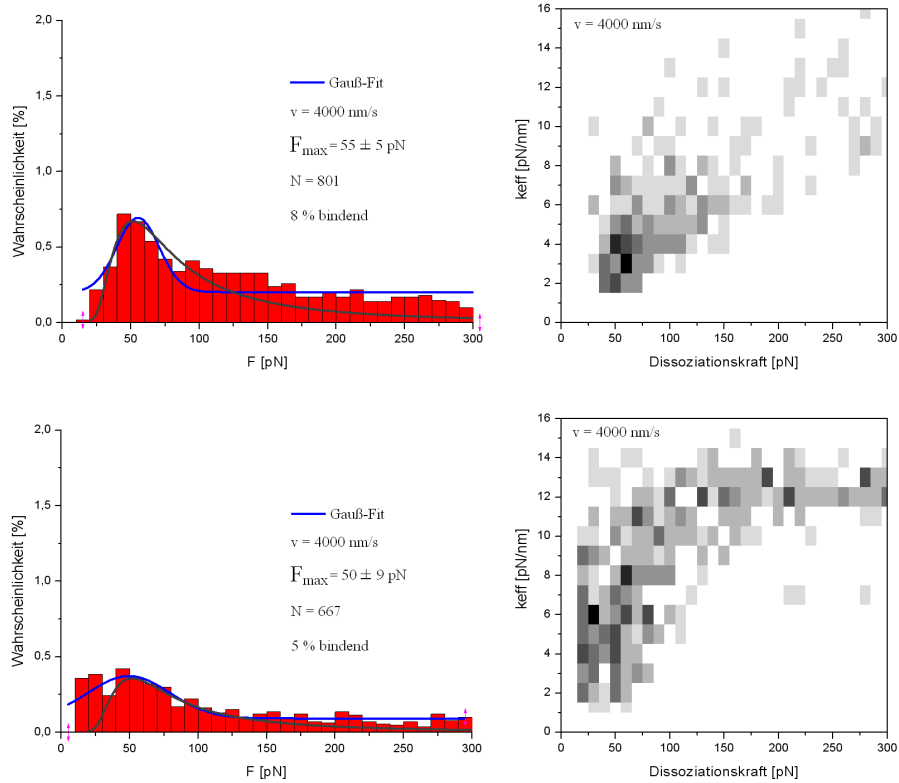 2,0
1,5
1,0
0,5
0,0
Wahrscheinlichkeit [%]
Gauß-Fit
v = 4000 nm/s
Fmax = 55 ± 5 pN
N = 801
8 % bindend
0 50 100 150 200 250 300
F [pN]
16
14
12
10
8
6
4
2
0
keff [pN/nm]
v = 4000 nm/s
0 50 100 150 200 250 300
Dissoziationskraft [pN]
2,0
1,5
1,0
0,5
0,0
Wahrscheinlichkeit [%]
Gauß-Fit
v = 4000 nm/s
Fmax = 50 ± 9 pN
N = 667
5 % bindend
0 50 100 150 200 250 300
F [pN]
16
14
12
10
8
6
4
2
0
keff [pN/nm]
v = 4000 nm/s
0 50 100 150 200 250 300
Dissoziationskraft [pN]